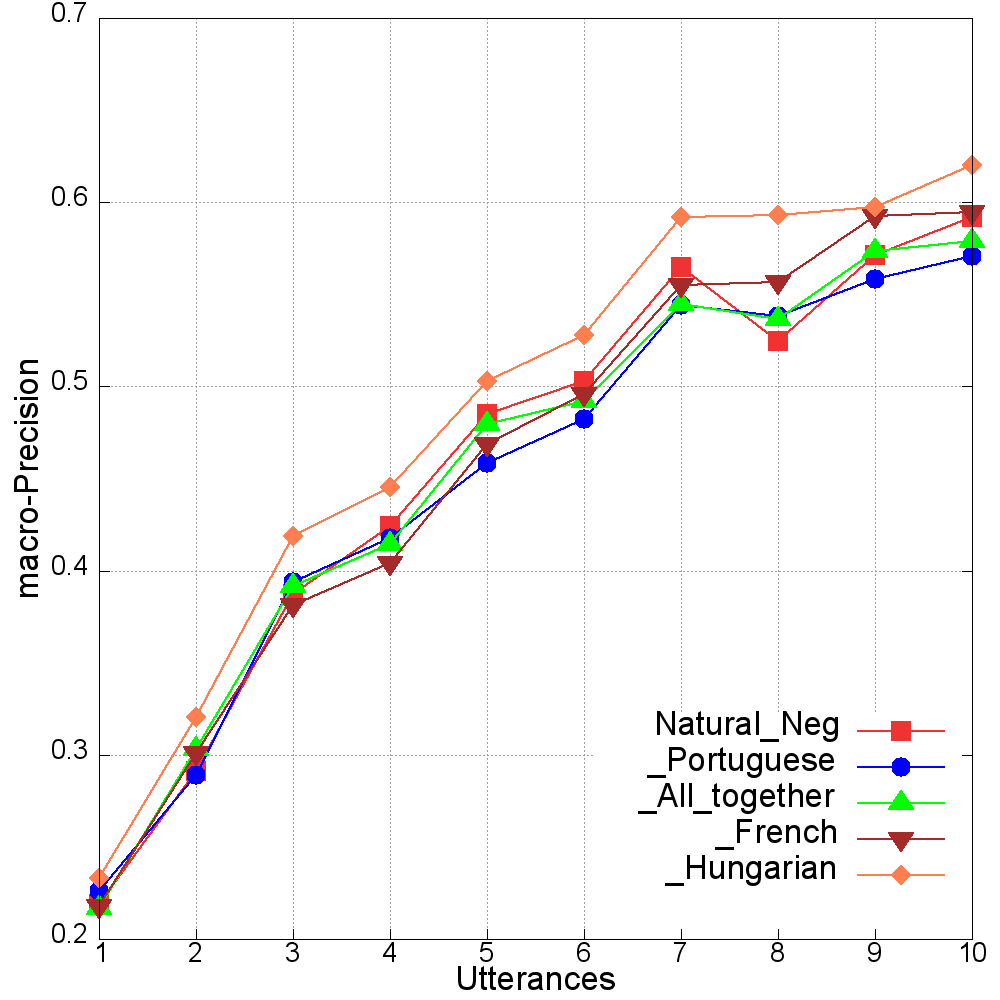 0.7
0.6
0.5
0.4
0.3
0.2
macro-Precision
Natural_Neg
_Portuguese
_All_together
_French
_Hungarian
1 2 3 4 5 6 7 8 9 10
Utterances